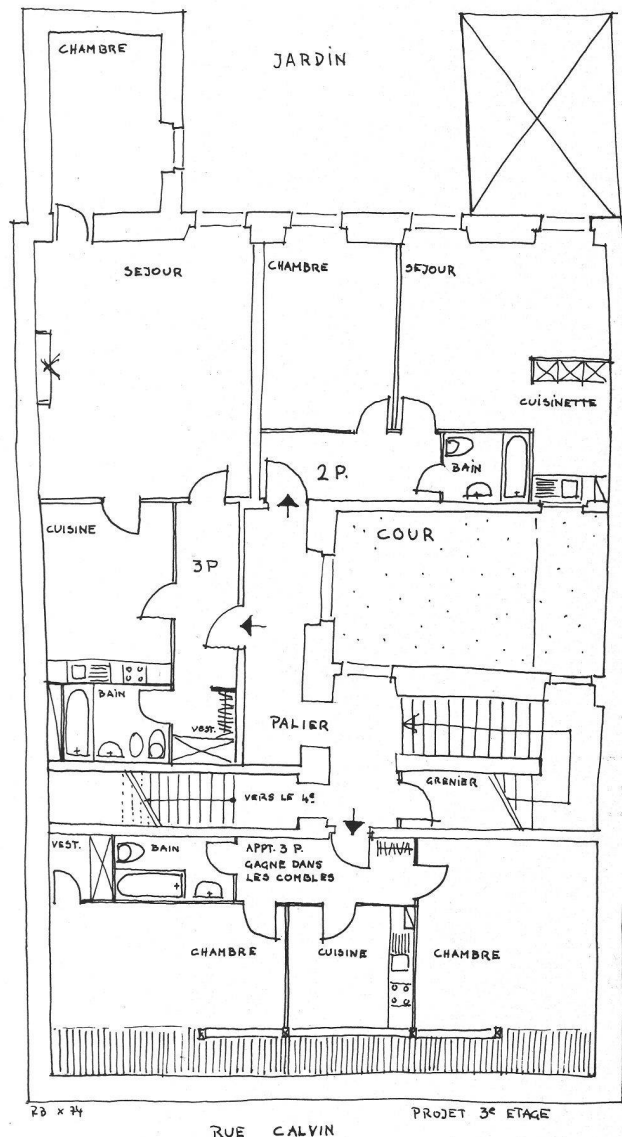 CHAMBRE
JARDIN
SEJOUR
CHAMBRE
SEJOUR
CUISINETTE
BAIN
2 P.
CUISINE
COUR
3P
BAIN
VEST.
PALIER
VERS LE 4e
GRENIER
VEST.
BAIN
APPT. 3 P.
GAGNE DANS
LES COMBLES
CHAMBRE
CUISINE
CHAMBRE
PROJET 3e ETAGE
RUE CALVIN